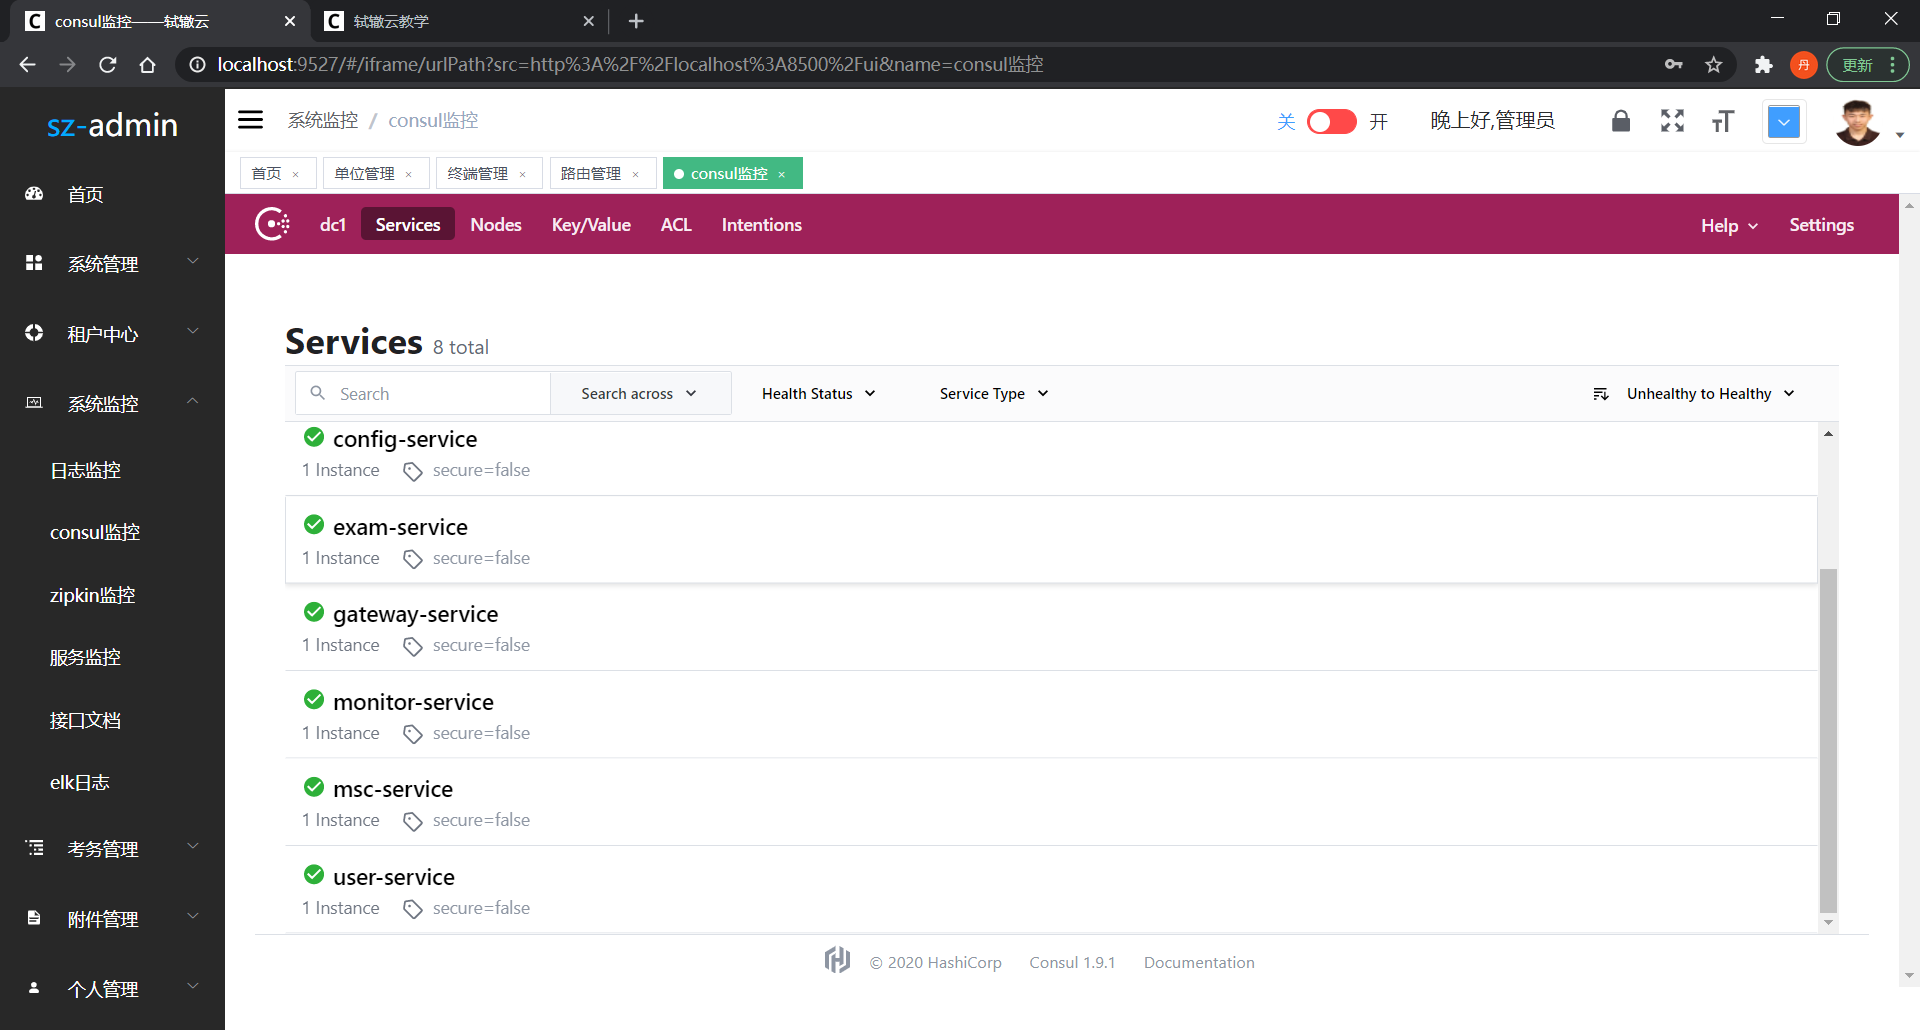 consul监控——轼辙云
轼辙云教学
localhost:9527/#/iframe/urlPath?src=http%3A%2F%2Flocalhost%3A8500%2Fui&name=consul监控
丹
更新
sz-admin
系统监控 / consul监控
关
开
晚上好,管理员
首页 ×
单位管理 ×
终端管理 ×
路由管理 ×
consul监控 ×
首页
系统管理
租户中心
系统监控
日志监控
consul监控
zipkin监控
服务监控
接口文档
elk日志
考务管理
附件管理
个人管理
dc1
Services
Nodes
Key/Value
ACL
Intentions
Help
Settings
Services 8 total
Search
Search across
Health Status
Service Type
Unhealthy to Healthy
config-service
1 Instance secure=false
exam-service
1 Instance secure=false
gateway-service
1 Instance secure=false
monitor-service
1 Instance secure=false
msc-service
1 Instance secure=false
user-service
1 Instance secure=false
© 2020 HashiCorp Consul 1.9.1 Documentation